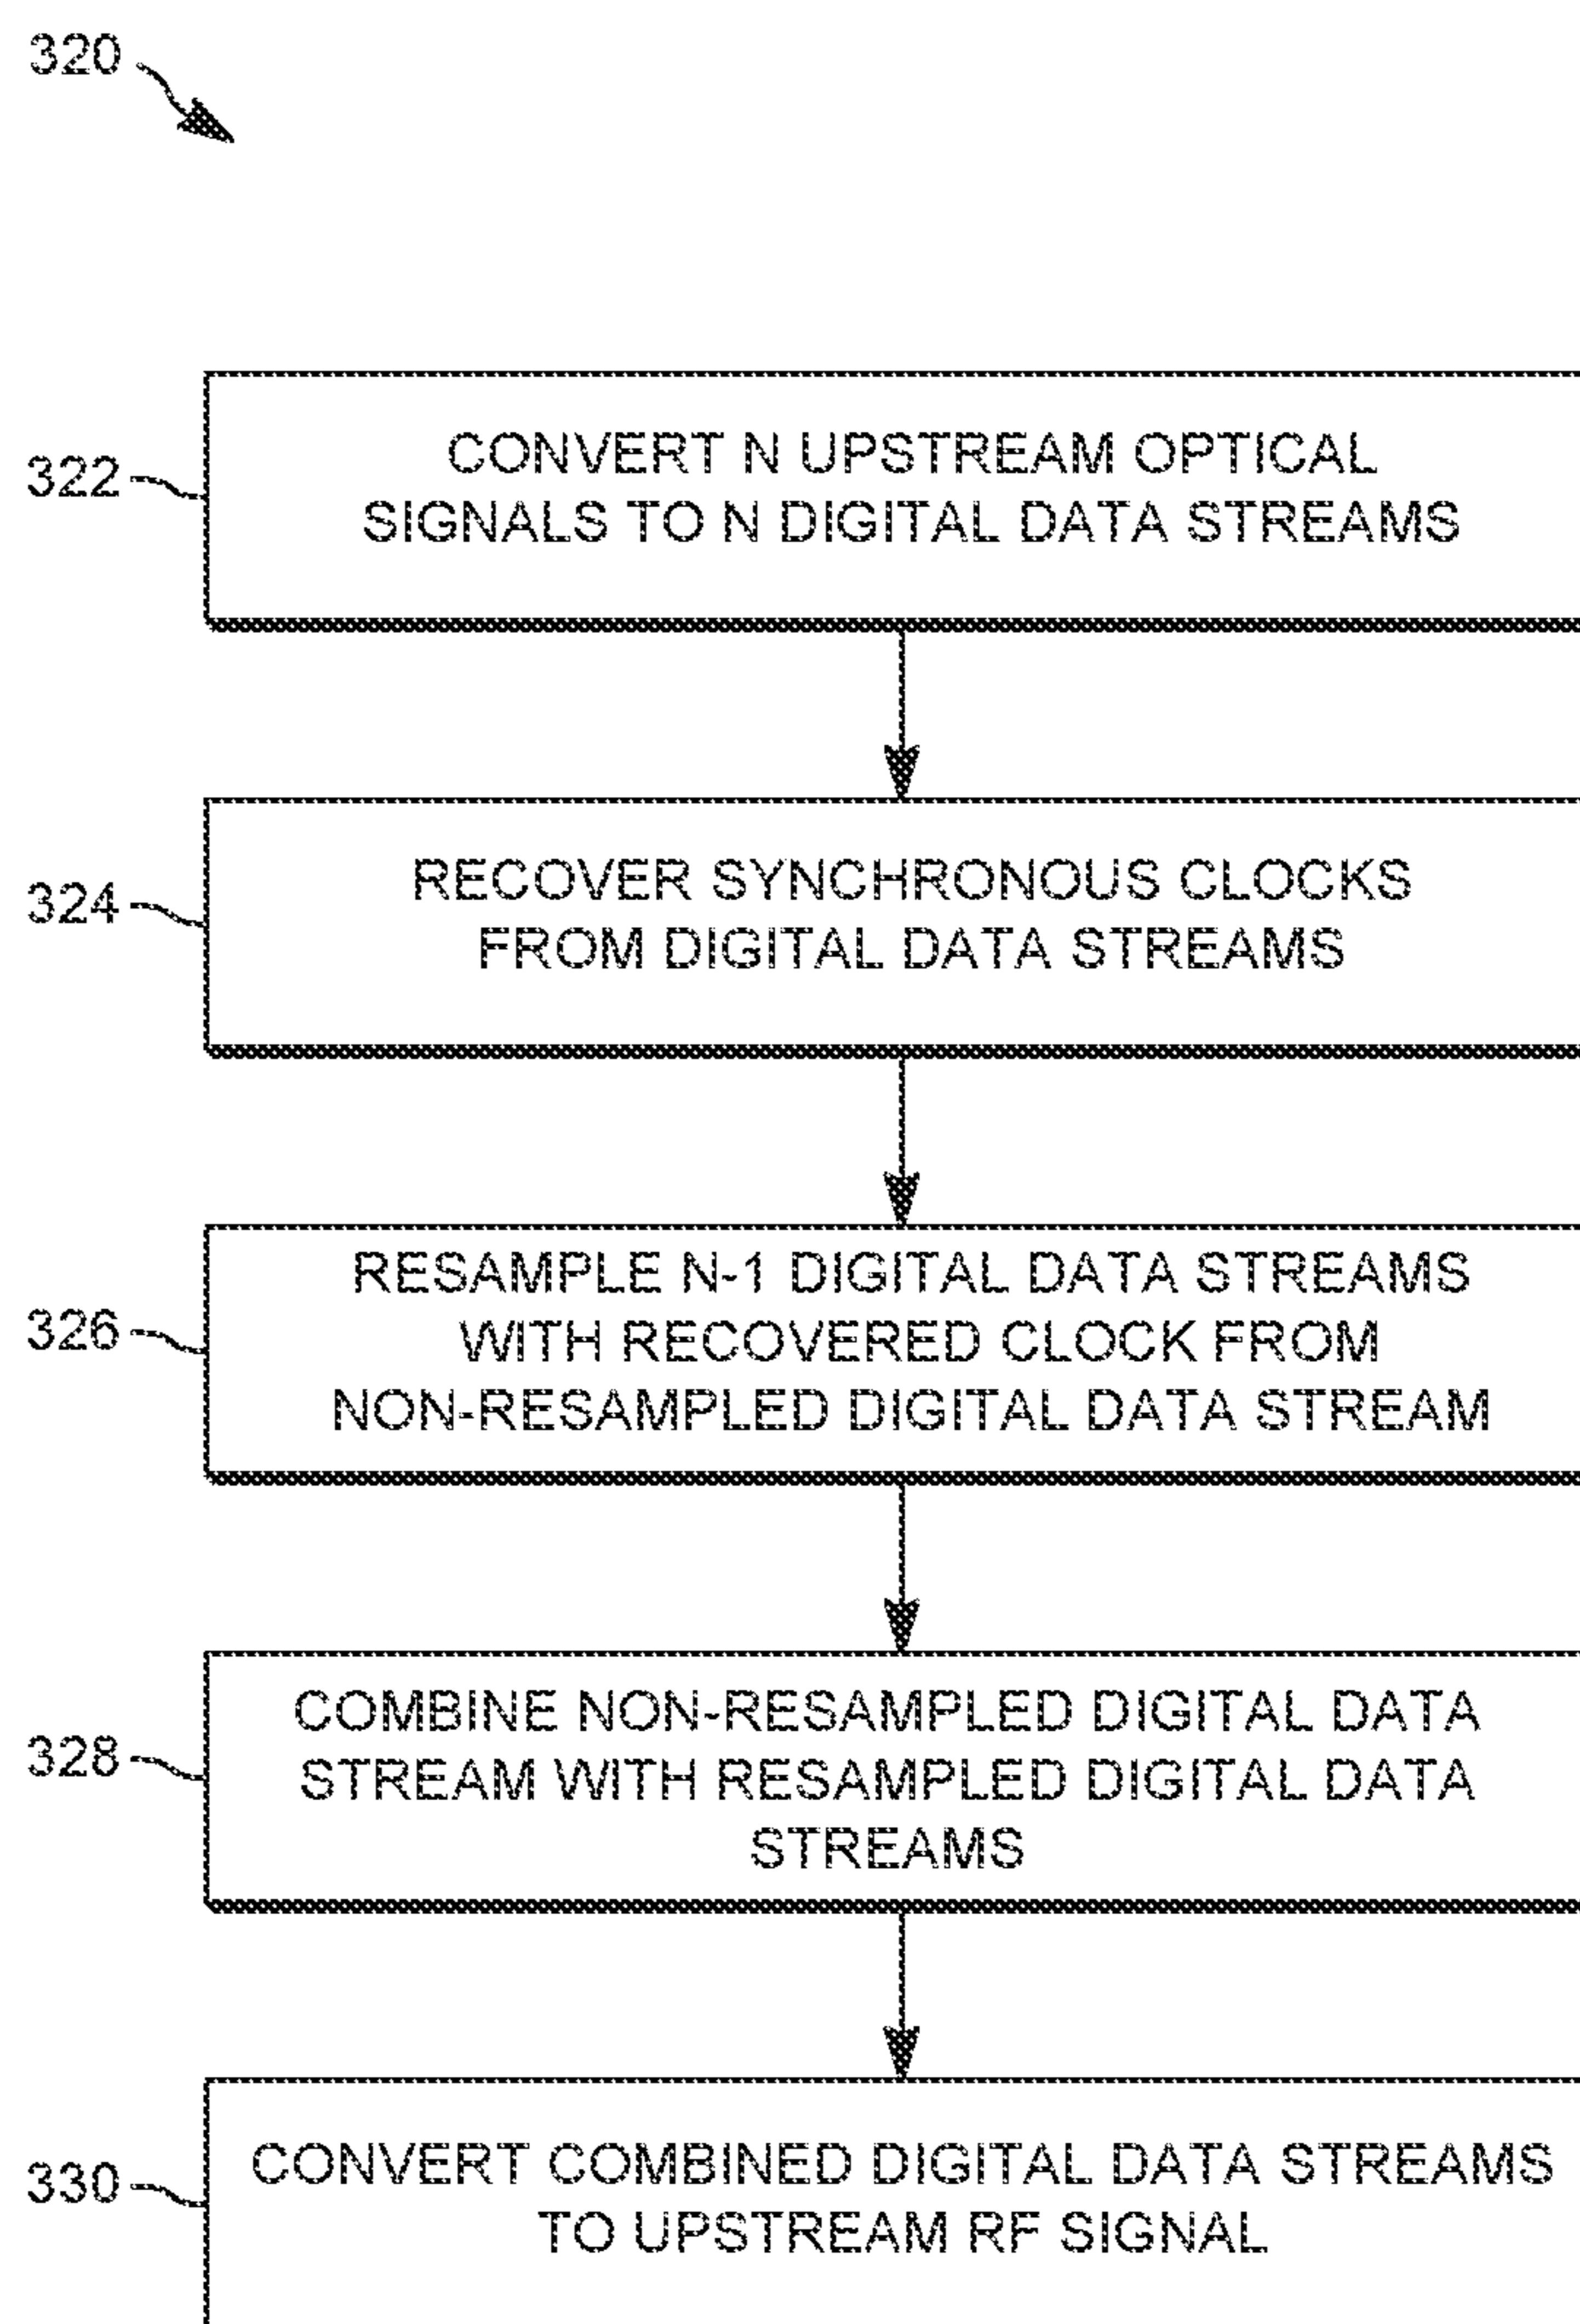 320
322
CONVERT N UPSTREAM OPTICAL
SIGNALS TO N DIGITAL DATA STREAMS
324
RECOVER SYNCHRONOUS CLOCKS
FROM DIGITAL DATA STREAMS
326
RESAMPLE N-1 DIGITAL DATA STREAMS
WITH RECOVERED CLOCK FROM
NON-RESAMPLED DIGITAL DATA STREAM
328
COMBINE NON-RESAMPLED DIGITAL DATA
STREAM WITH RESAMPLED DIGITAL DATA
STREAMS
330
CONVERT COMBINED DIGITAL DATA STREAMS
TO UPSTREAM RF SIGNAL